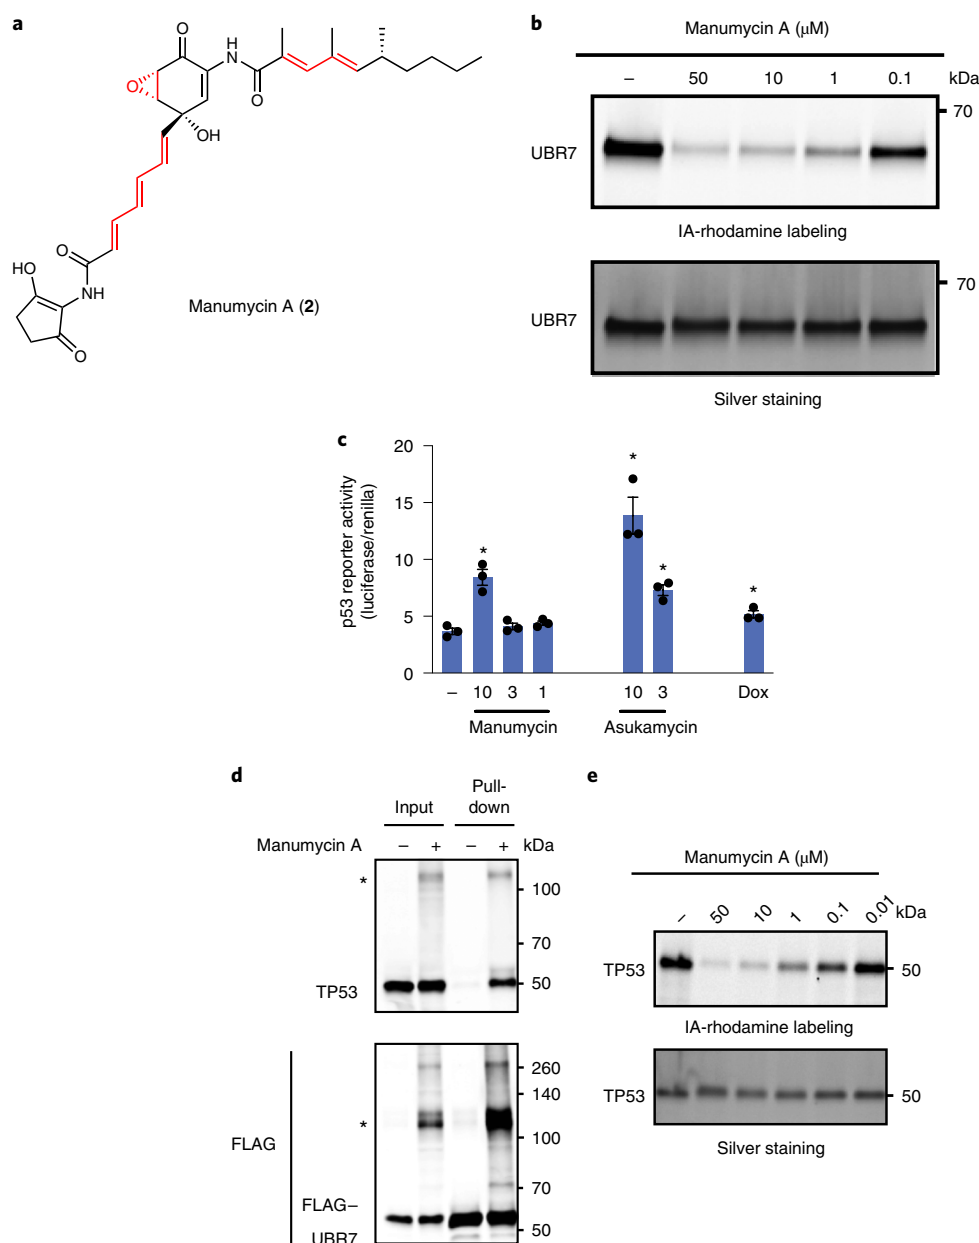 a
O
H
N
O
O
OH
O
HO
NH
O
Manumycin A (2)
b
Manumycin A (μM)
– 50 10 1 0.1 kDa
70
UBR7
IA-rhodamine labeling
70
UBR7
Silver staining
c
p53 reporter activity
(luciferase/renilla)
20
15
10
5
0
* * * *
– 10 3 1 10 3 Dox
Manumycin Asukamycin
d
Input Pull-
down
Manumycin A – + – + kDa
*
100
70
TP53 50
260
140
*
100
FLAG
70
FLAG–
UBR7
50
e
Manumycin A (μM)
– 50 10 1 0.1 0.01 kDa
TP53 50
IA-rhodamine labeling
TP53 50
Silver staining